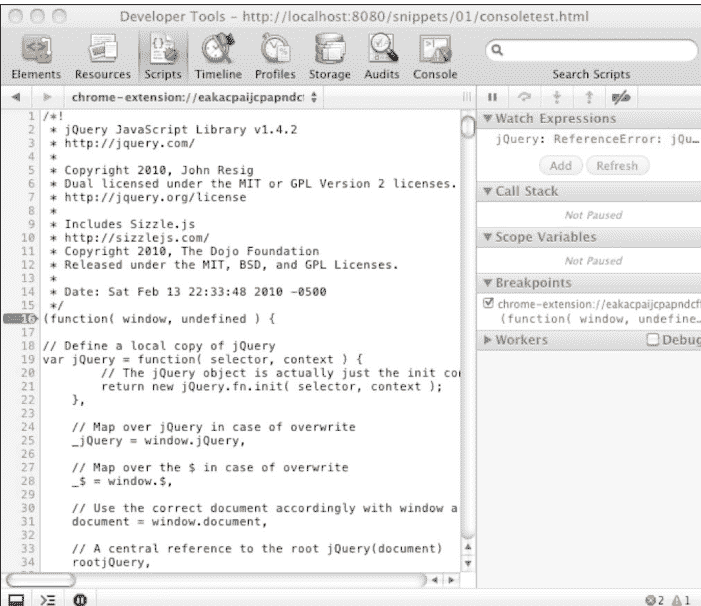 Developer Tools - http://localhost:8080/snippets/01/consoletest.html
Elements Resources Scripts Timeline Profiles Storage Audits Console Search Scripts
chrome-extension://eakacpaijcpapndc
1 /*!
2 * jQuery JavaScript Library v1.4.2
3 * http://jquery.com/
4 *
5 * Copyright 2010, John Resig
6 * Dual licensed under the MIT or GPL Version 2 licenses.
7 * http://jquery.org/license
8 *
9 * Includes Sizzle.js
10 * http://sizzlejs.com/
11 * Copyright 2010, The Dojo Foundation
12 * Released under the MIT, BSD, and GPL Licenses.
13 *
14 * Date: Sat Feb 13 22:33:48 2010 -0500
15 */
16 (function( window, undefined ) {
17
18 // Define a local copy of jQuery
19 var jQuery = function( selector, context ) {
20 // The jQuery object is actually just the init co
21 return new jQuery.fn.init( selector, context );
22 },
23
24 // Map over jQuery in case of overwrite
25 _jQuery = window.jQuery,
26
27 // Map over the $ in case of overwrite
28 _$ = window.$,
29
30 // Use the correct document accordingly with window a
31 document = window.document,
32
33 // A central reference to the root jQuery(document)
34 rootjQuery,
Watch Expressions
jQuery: ReferenceError: jQu…
Add Refresh
Call Stack
Not Paused
Scope Variables
Not Paused
Breakpoints
chrome-extension://eakacpaijcpapndcf
(function( window, undefine…
Workers Debug
2 1